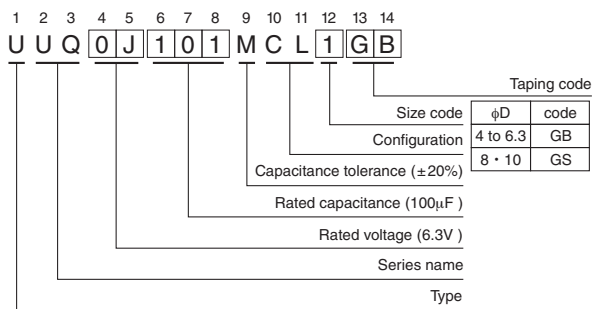 1 2 3 4 5 6 7 8 9 10 11 12 13 14
U U Q 0 J 1 0 1 M C L 1 G B
Taping code
Size code
Configuration
Capacitance tolerance (±20%)
Rated capacitance (100μF )
Rated voltage (6.3V )
Series name
Type
ϕD code
4 to 6.3 GB
8・10 GS